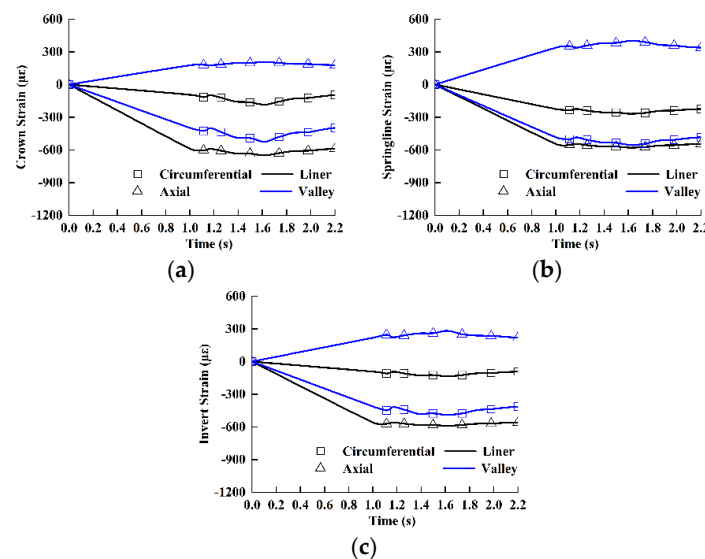 600
300
0
-300
-600
-900
-1200
Crown Strain (με)
Circumferential
Liner
Axial
Valley
0.0 0.2 0.4 0.6 0.8 1.0 1.2 1.4 1.6 1.8 2.0 2.2
Time (s)
(a)
600
300
0
-300
-600
-900
-1200
Springline Strain (με)
Circumferential
Liner
Axial
Valley
0.0 0.2 0.4 0.6 0.8 1.0 1.2 1.4 1.6 1.8 2.0 2.2
Time (s)
(b)
600
300
0
-300
-600
-900
-1200
Invert Strain (με)
Circumferential
Liner
Axial
Valley
0.0 0.2 0.4 0.6 0.8 1.0 1.2 1.4 1.6 1.8 2.0 2.2
Time (s)
(c)